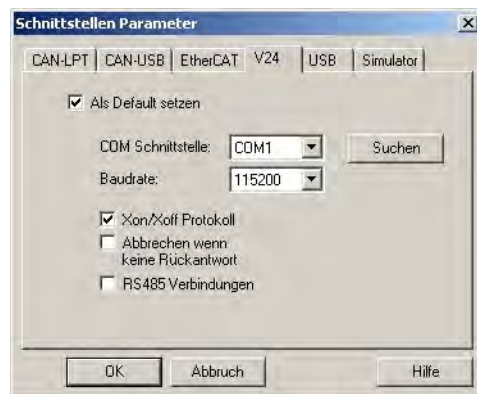 Schnittstellen Parameter
CAN-LPT CAN-USB EtherCAT V24 USB Simulator
Als Default setzen
COM Schnittstelle: COM1 Suchen
Baudrate: 115200
Xon/Xoff Protokoll
Abbrechen wenn
keine Rückantwort
RS485 Verbindungen
OK Abbruch Hilfe